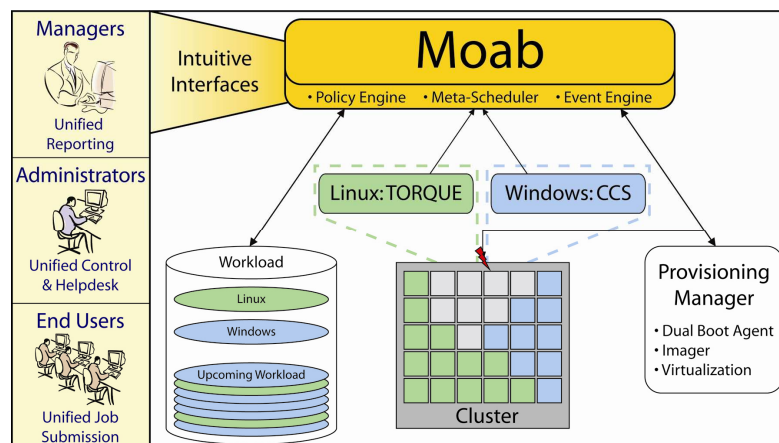 Managers
Unified
Reporting
Administrators
Unified Control
& Helpdesk
End Users
Unified Job
Submission
Intuitive
Interfaces
Moab
• Policy Engine • Meta-Scheduler • Event Engine
Linux: TORQUE
Windows: CCS
Workload
Linux
Windows
Upcoming Workload
Cluster
Provisioning
Manager
• Dual Boot Agent
• Imager
• Virtualization